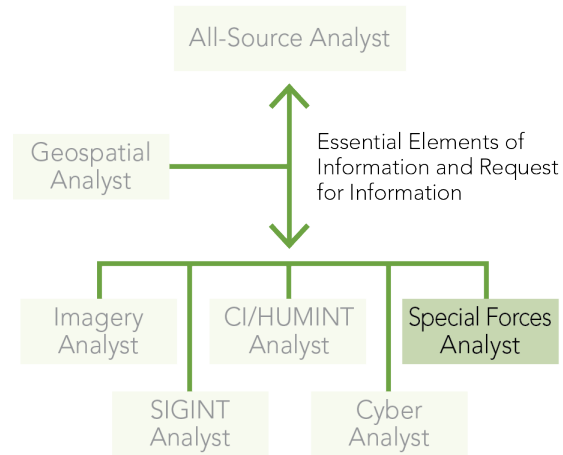 All-Source Analyst
Geospatial
Analyst
Essential Elements of
Information and Request
for Information
Imagery
Analyst
CI/HUMINT
Analyst
Special Forces
Analyst
SIGINT
Analyst
Cyber
Analyst